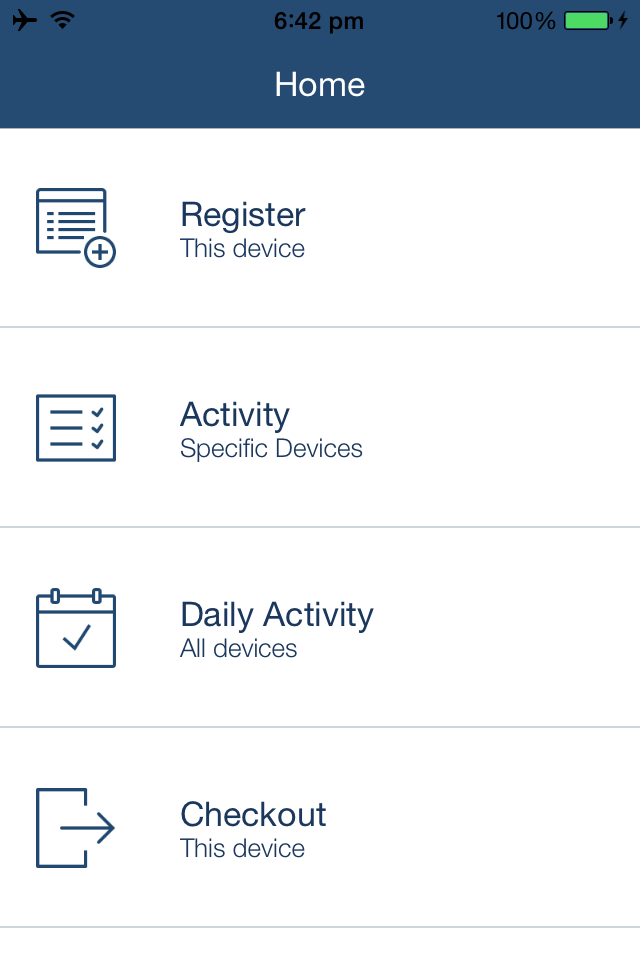 6:42 pm
100%
Home
Register
This device
Activity
Specific Devices
Daily Activity
All devices
Checkout
This device